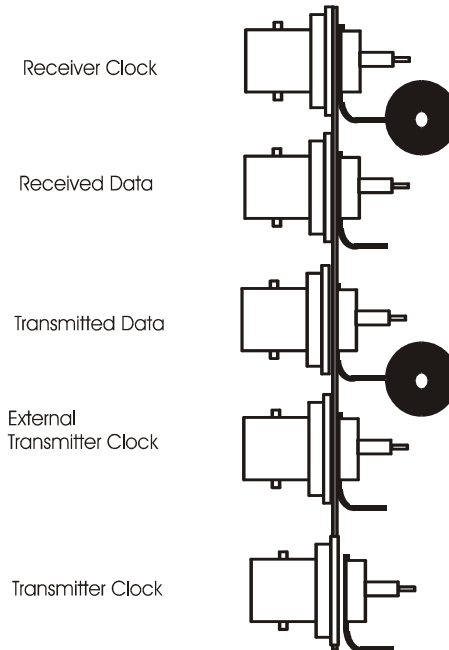 Receiver Clock
Received Data
Transmitted Data
External
Transmitter Clock
Transmitter Clock